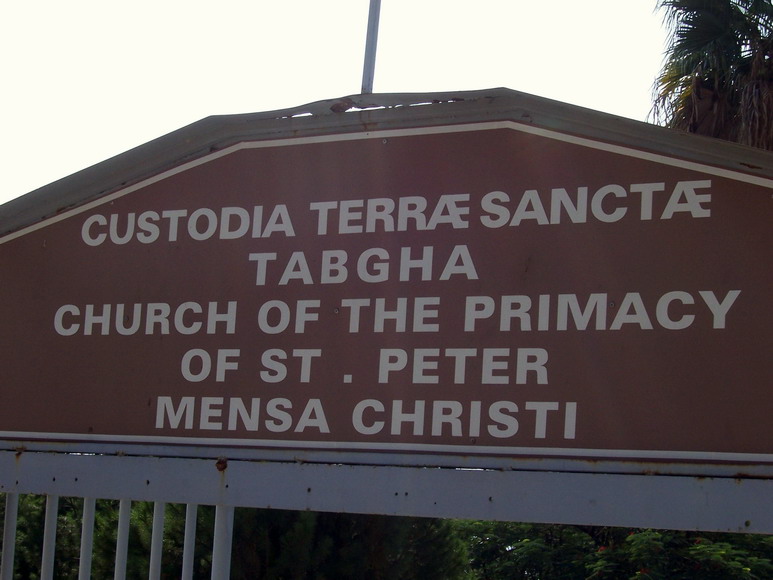 CUSTODIA TERRÆ SANCTÆ
TABGHA
CHURCH OF THE PRIMACY
OF ST . PETER
MENSA CHRISTI